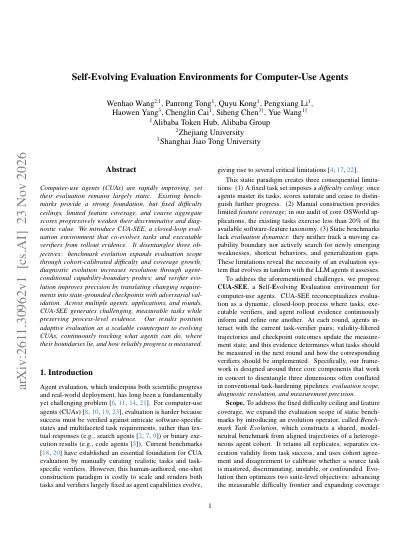 Self-Evolving Evaluation Environments for Computer-Use Agents
Wenhao Wang2,1, Panrong Tong1, Quyu Kong1, Pengxiang Li1,
Haowen Yang3, Chenglin Cai1, Siheng Chen3†, Yue Wang1†
1Alibaba Token Hub, Alibaba Group
2Zhejiang University
3Shanghai Jiao Tong University
arXiv:2611.30962v1 [cs.AI] 23 Nov 2026
Abstract
Computer-use agents (CUAs) are rapidly improving, yet
their evaluation remains largely static. Existing bench-
marks provide a strong foundation, but fixed difficulty
ceilings, limited feature coverage, and coarse aggregate
scores progressively weaken their discriminative and diag-
nostic value. We introduce CUA-SEE, a closed-loop eval-
uation environment that co-evolves tasks and executable
verifiers from rollout evidence. It disentangles three ob-
jectives: benchmark evolution expands evaluation scope
through cohort-calibrated difficulty and coverage growth;
diagnostic evolution increases resolution through agent-
conditional capability probes; and verifier evo-
lution improves precision by translating changing require-
ments into state-grounded checkpoints with adversarial val-
idation. Across multiple agents, applications, and rounds,
CUA-SEE generates challenging, measurable tasks while
preserving process-level evidence. Our results position
adaptive evaluation as a scalable counterpart to evolving
CUAs, continuously tracking what agents can do, where
their boundaries lie, and how reliably progress is measured.
1. Introduction
Agent evaluation, which underpins both scientific progress
and real-world deployment, has long been a fundamentally
yet challenging problem [6, 11, 14, 21]. For computer-use
agents (CUAs) [8, 10, 19, 23], evaluation is harder because
success must be verified against intricate software-specific
states and multifaceted task requirements, rather than tex-
tual responses (e.g., search agents [2, 7, 9]) or binary exe-
cution results (e.g., code agents [5]). Current benchmarks
[18, 20] have established an essential foundation for CUA
evaluation by manually curating realistic tasks and task-
specific verifiers. However, this human-authored, one-shot
construction paradigm is costly to scale and renders both
tasks and verifiers largely fixed as agent capabilities evolve,
giving rise to several critical limitations [4, 17, 22].
This static paradigm creates three consequential limita-
tions: (1) A fixed task set imposes a difficulty ceiling: once
agents master its tasks, scores saturate and cease to distin-
guish further progress. (2) Manual construction provides
limited feature coverage; in our audit of core OSWorld ap-
plications, the existing tasks exercise less than 20% of the
available software-feature taxonomy. (3) Static benchmarks
lack evaluation dynamics: they neither track a moving ca-
pability boundary nor actively search for newly emerging
weaknesses, shortcut behaviors, and generalization gaps.
These limitations reveal the necessity of an evaluation sys-
tem that evolves in tandem with the LLM agents it assesses.
To address the aforementioned challenges, we propose
CUA-SEE, a Self-Evolving Evaluation environment for
computer-use agents. CUA-SEE reconceptualizes evalua-
tion as a dynamic, closed-loop process where tasks, exe-
cutable verifiers, and agent rollout evidence continuously
inform and refine one another. At each round, agents in-
teract with the current task-verifier pairs; validity-filtered
trajectories and checkpoint outcomes update the measure-
ment state; and this evidence determines what tasks should
be measured in the next round and how the corresponding
verifiers should be implemented. Specifically, our frame-
work is designed around three core components that work
in concert to disentangle three dimensions often conflated
in conventional task-hardening pipelines: evaluation scope,
diagnostic resolution, and measurement precision.
Scope. To address the fixed difficulty ceiling and feature
coverage, we expand the evaluation scope of static bench-
marks by introducing an evolution operator, called Bench-
mark Task Evolution, which constructs a shared, model-
neutral benchmark from aligned trajectories of a heteroge-
neous agent cohort. It retains all replicates, separates ex-
ecution validity from task success, and uses cohort agree-
ment and disagreement to calibrate whether a source task
is mastered, discriminating, unstable, or confounded. Evo-
lution then optimizes two suite-level objectives: advancing
the measurable difficulty frontier and expanding coverage
1